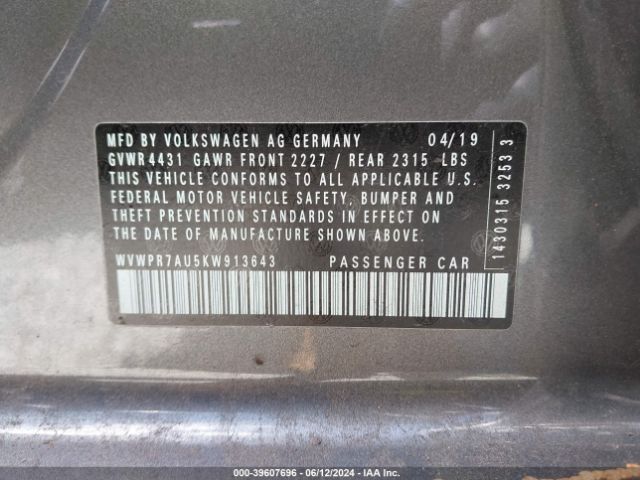 MFD BY VOLKSWAGEN AG GERMANY 04/19
GVWR4431 GAWR FRONT 2227 / REAR 2315 LBS
THIS VEHICLE CONFORMS TO ALL APPLICABLE U.S.
FEDERAL MOTOR VEHICLE SAFETY, BUMPER AND
THEFT PREVENTION STANDARDS IN EFFECT ON
THE DATE OF MANUFACTURE SHOWN ABOVE.
WVWPR7AU5KW913643 PASSENGER CAR
1430315 3253 3
000-39607696 - 06/12/2024 - IAA Inc.